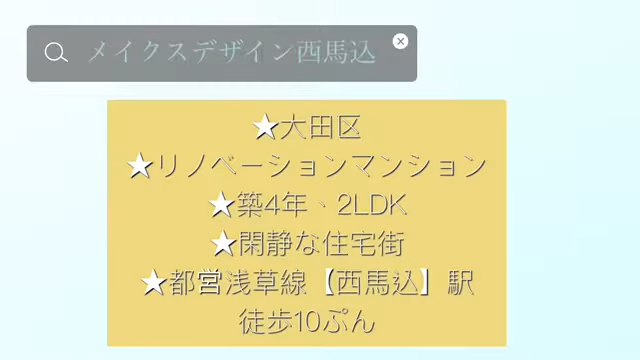 メイクスデザイン西馬込
★大田区
★リノベーションマンション
★築4年、2LDK
★閑静な住宅街
★都営浅草線【西馬込】駅
徒歩10ぷん